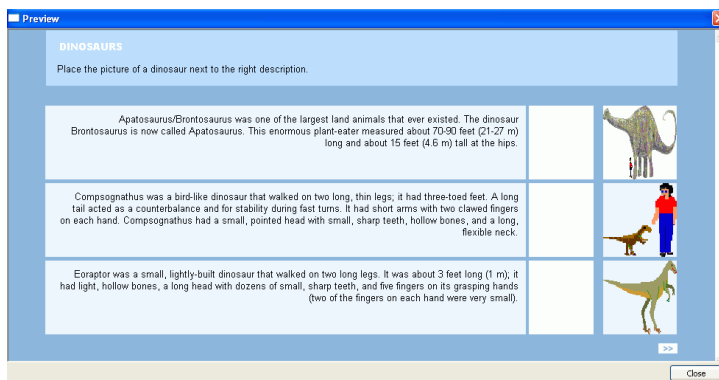 Preview
DINOSAURS
Place the picture of a dinosaur next to the right description.
Apatosaurus/Brontosaurus was one of the largest land animals that ever existed. The dinosaur
Brontosaurus is now called Apatosaurus. This enormous plant-eater measured about 70-90 feet (21-27 m)
long and about 15 feet (4.6 m) tall at the hips.
Compsognathus was a bird-like dinosaur that walked on two long, thin legs; it had three-toed feet. A long
tail acted as a counterbalance and for stability during fast turns. It had short arms with two clawed fingers
on each hand. Compsognathus had a small, pointed head with small, sharp teeth, hollow bones, and a long,
flexible neck.
Eoraptor was a small, lightly-built dinosaur that walked on two long legs. It was about 3 feet long (1 m); it
had light, hollow bones, a long head with dozens of small, sharp teeth, and five fingers on its grasping hands
(two of the fingers on each hand were very small).
>>
Close